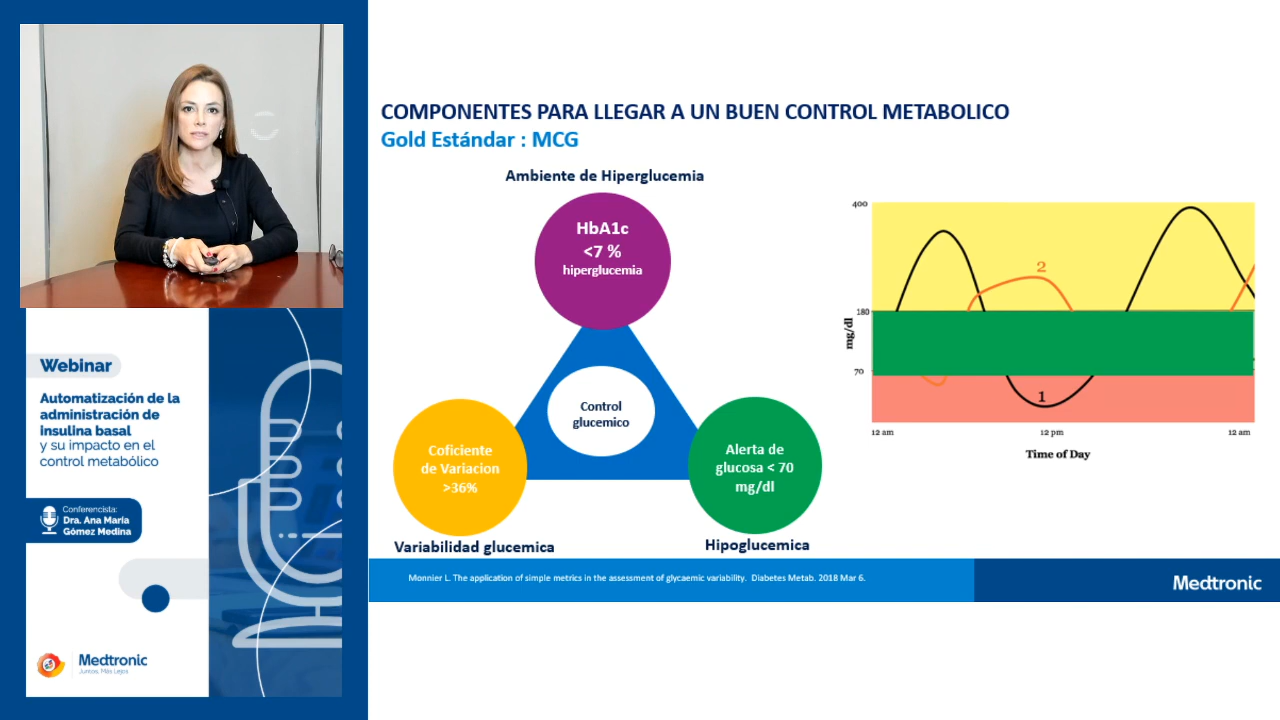 COMPONENTES PARA LLEGAR A UN BUEN CONTROL METABOLICO
Gold Estándar : MCG
Ambiente de Hiperglucemia
HbA1c
<7 %
hiperglucemia
Control
glucemico
Coficiente
de Variacion
>36%
Alerta de
glucosa < 70
mg/dl
Variabilidad glucemica
Hipoglucemica
400
180
70
mg/dl
2
1
12 am
12 pm
12 am
Time of Day
Monnier L. The application of simple metrics in the assessment of glycaemic variability. Diabetes Metab. 2018 Mar 6.
Medtronic
Webinar
Automatización de la
administración de
insulina basal
y su impacto en el
control metabólico
Conferencista:
Dra. Ana María
Gómez Medina
Medtronic
Juntos, Más Lejos